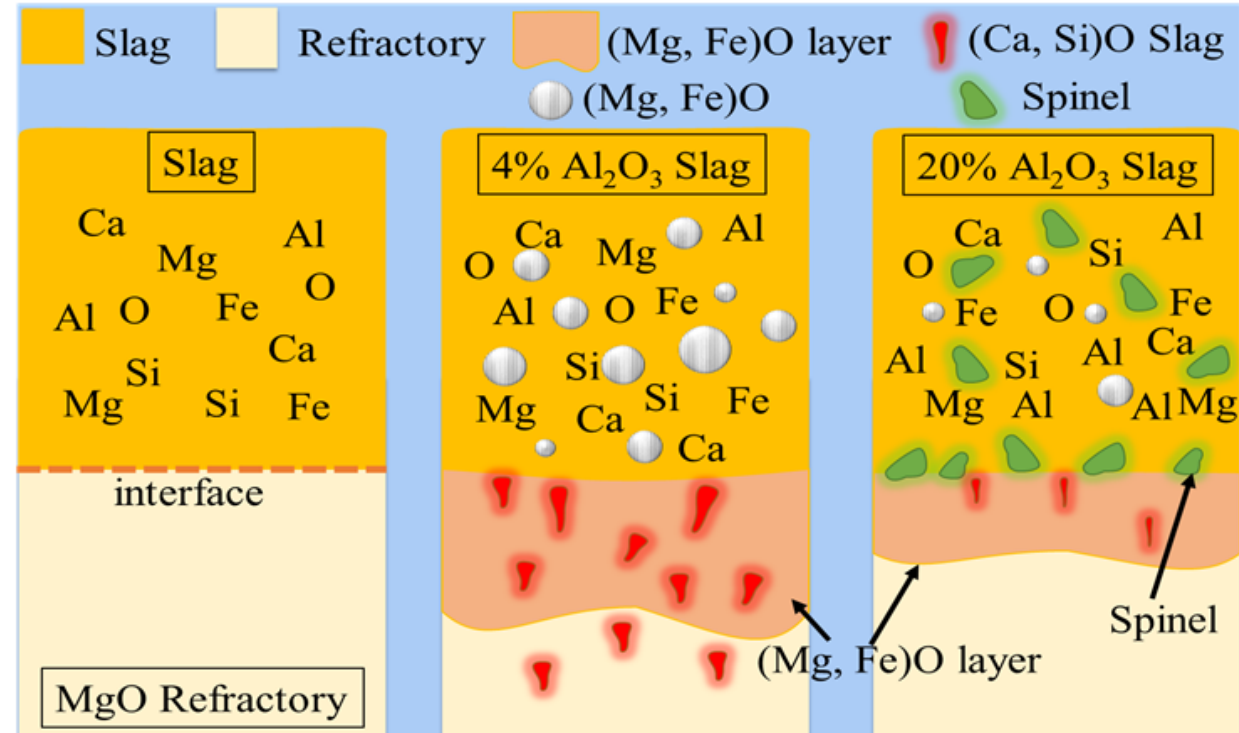 Slag Refractory (Mg, Fe)O layer (Ca, Si)O Slag
(Mg, Fe)O Spinel
Slag
Ca
Al
Mg
O
Al O Fe
Ca
Si
Mg Si Fe
interface
MgO Refractory
4% Al₂O₃ Slag
Ca Al
O Mg
Al O Fe
Si
Mg Si Fe
Ca
Ca
20% Al₂O₃ Slag
Ca Al
O Si
Fe O Fe
Al Si Al Ca
Mg Al Al Mg
Spinel
(Mg, Fe)O layer